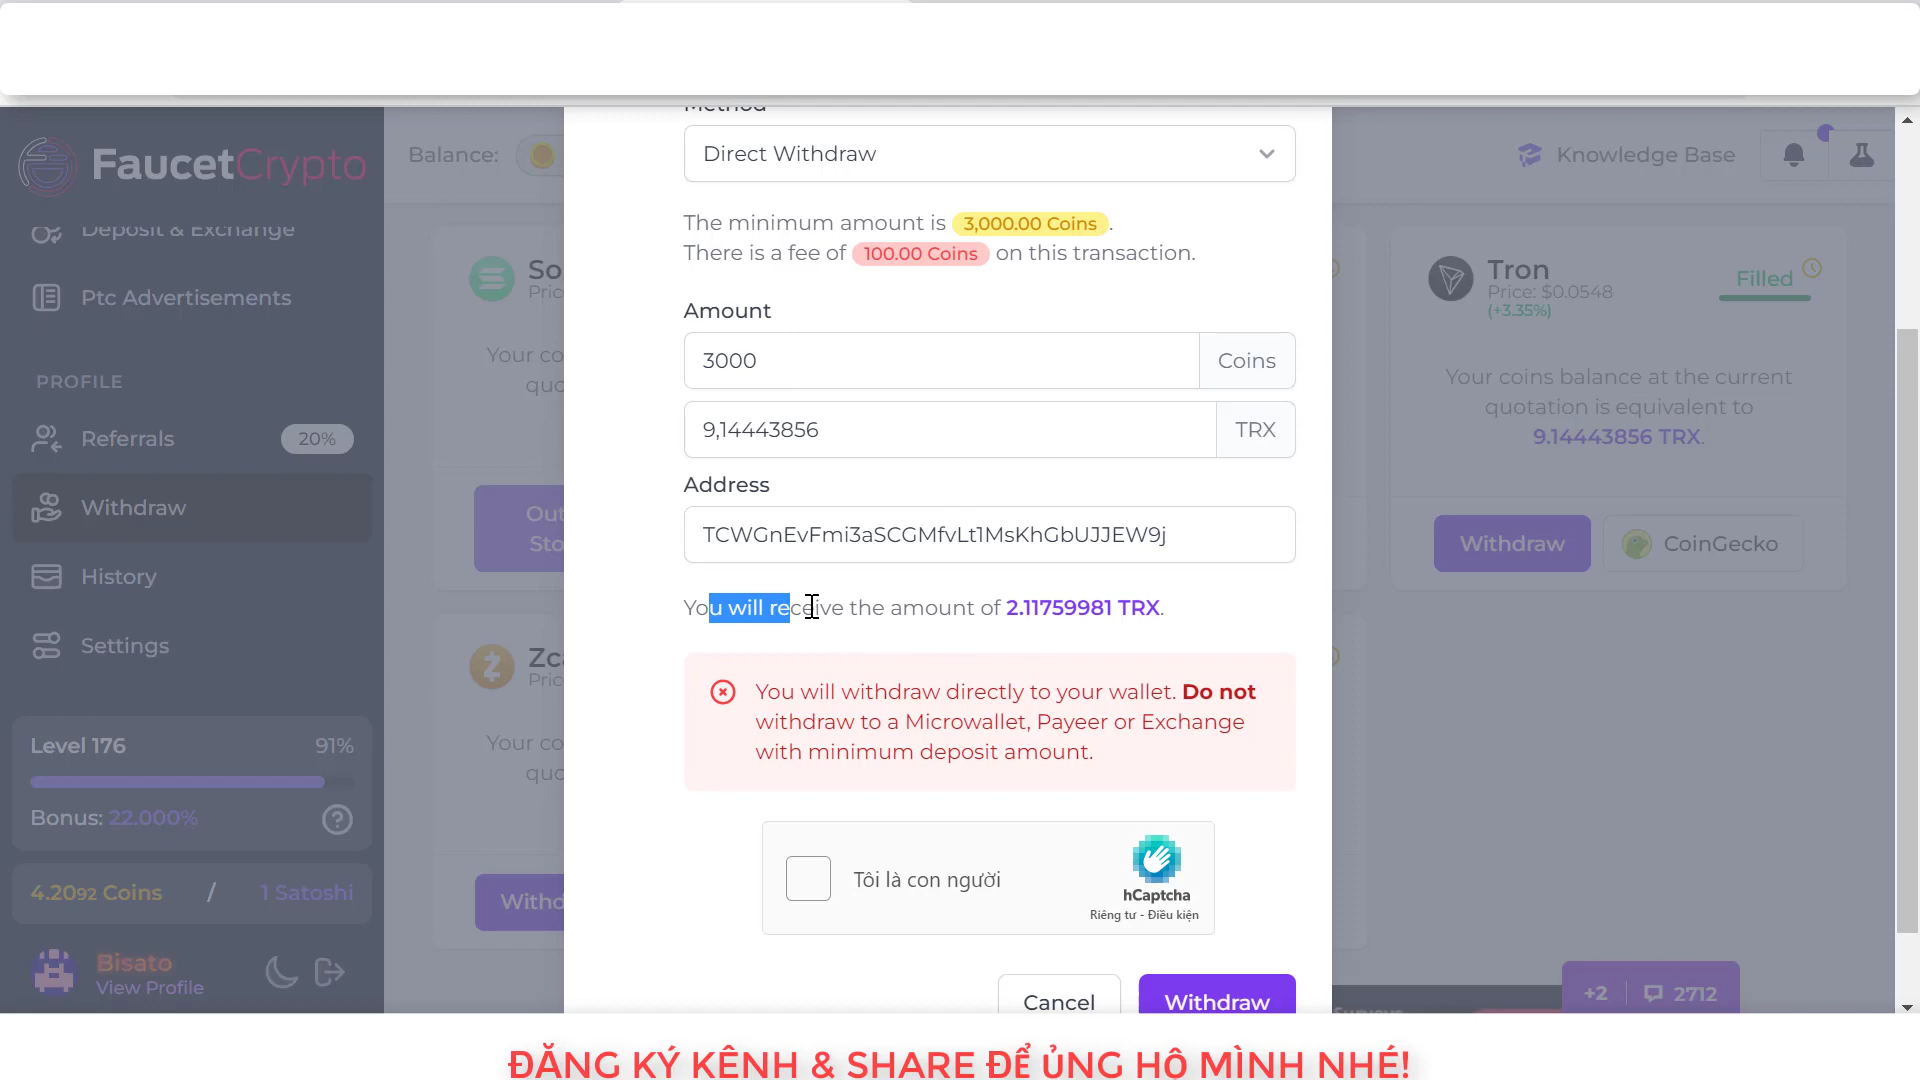 FaucetCrypto
Deposit & Exchange
Ptc Advertisements
PROFILE
Referrals 20%
Withdraw
History
Settings
Level 176 91%
Bonus: 22.000%
4.2092 Coins / 1 Satoshi
Bisato
View Profile
Balance:
Knowledge Base
Method
Direct Withdraw
The minimum amount is 3,000.00 Coins.
There is a fee of 100.00 Coins on this transaction.
Amount
3000 Coins
9,14443856 TRX
Address
TCWGnEvFmi3aSCGMfvLt1MsKhGbUJJEW9j
You will receive the amount of 2.11759981 TRX.
You will withdraw directly to your wallet. Do not
withdraw to a Microwallet, Payeer or Exchange
with minimum deposit amount.
Tôi là con người
hCaptcha
Riêng tư - Điều kiện
Cancel Withdraw
Tron
Price: $0.0548
(+3.35%)
Filled
Your coins balance at the current
quotation is equivalent to
9.14443856 TRX.
Withdraw CoinGecko
+2 2712
ĐĂNG KÝ KÊNH & SHARE ĐỂ ỦNG HỘ MÌNH NHÉ!